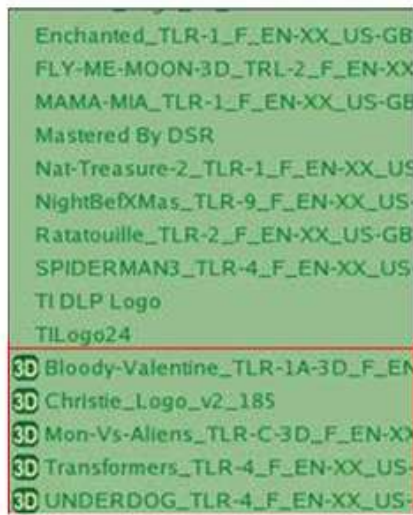 Enchanted_TLR-1_F_EN-XX_US-GB
FLY-ME-MOON-3D_TRL-2_F_EN-XX
MAMA-MIA_TLR-1_F_EN-XX_US-GB
Mastered By DSR
Nat-Treasure-2_TLR-1_F_EN-XX_US
NightBefXMas_TLR-9_F_EN-XX_US-
Ratatouille_TLR-2_F_EN-XX_US-GB
SPIDERMAN3_TLR-4_F_EN-XX_US-
TI DLP Logo
TILogo24
3D Bloody-Valentine_TLR-1A-3D_F_EN
3D Christie_Logo_v2_185
3D Mon-Vs-Aliens_TLR-C-3D_F_EN-XX
3D Transformers_TLR-4_F_EN-XX_US-
3D UNDERDOG_TLR-4_F_EN-XX_US-